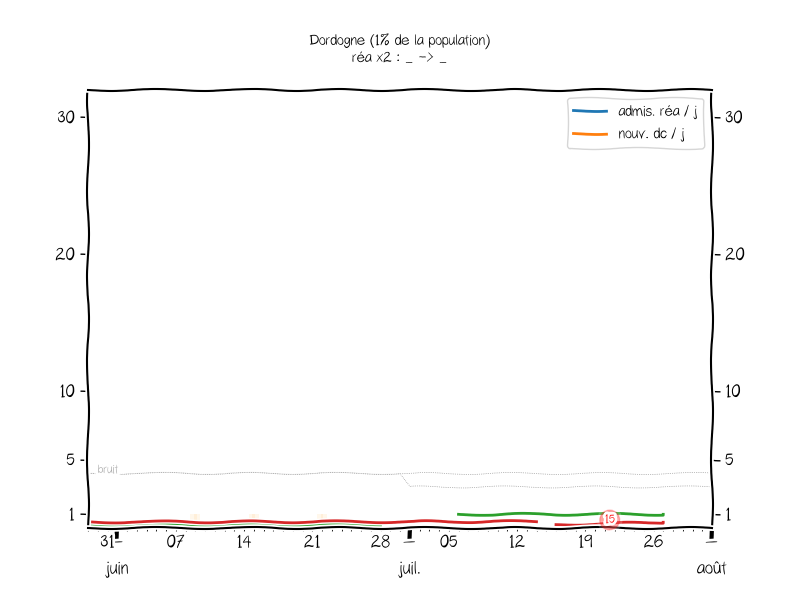 Dordogne (1% de la population)
réa x2 : _ -> _
admis. réa / j
nouv. dc / j
30 30
20 20
10 10
5 5
bruit
1 1
15
31 07 14 21 28 05 12 19 26
juin juil. août